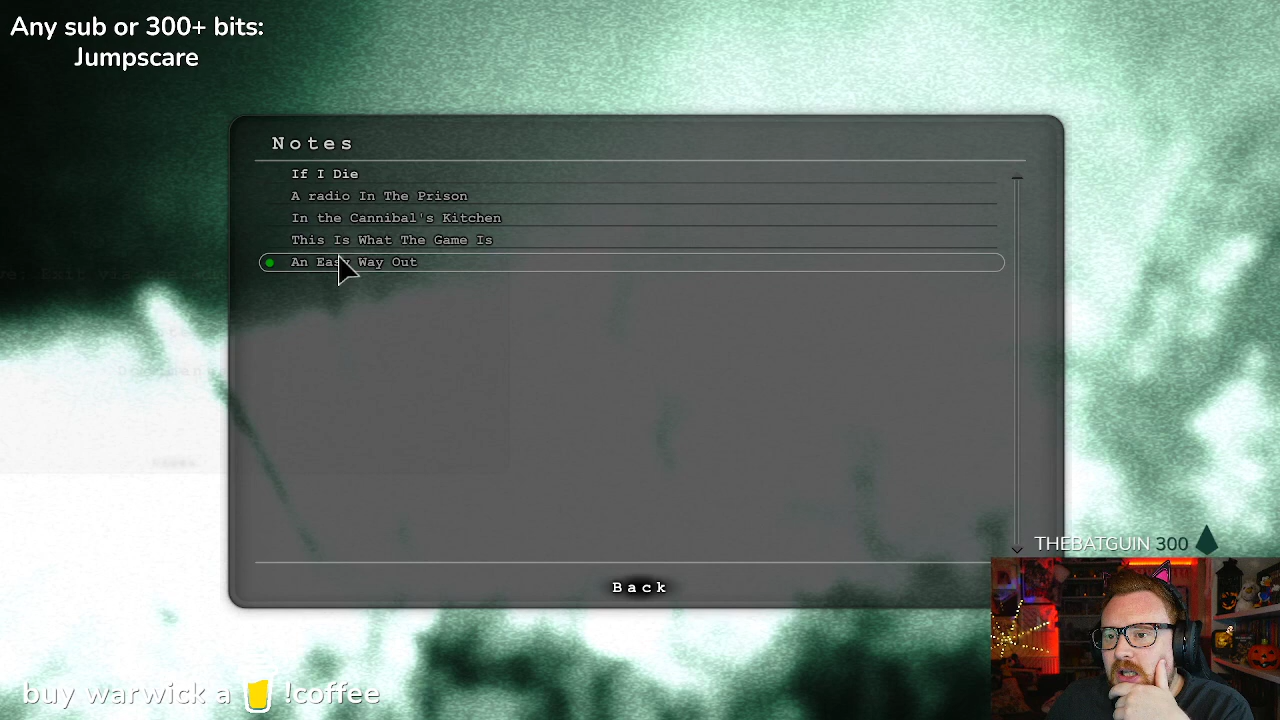 Any sub or 300+ bits:
Jumpscare
Notes
If I Die
A radio In The Prison
In the Cannibal's Kitchen
This Is What The Game Is
An Easy Way Out
Back
THEBATGUIN 300
buy warwick a !coffee